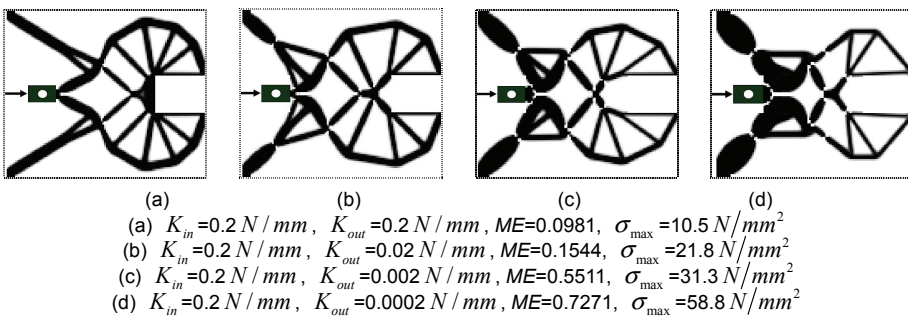 (a) (b) (c) (d)
(a) K_in =0.2 N / mm , K_out =0.2 N / mm , ME=0.0981, σ_max =10.5 N/mm²
(b) K_in =0.2 N / mm , K_out =0.02 N / mm , ME=0.1544, σ_max =21.8 N/mm²
(c) K_in =0.2 N / mm , K_out =0.002 N / mm , ME=0.5511, σ_max =31.3 N/mm²
(d) K_in =0.2 N / mm , K_out =0.0002 N / mm , ME=0.7271, σ_max =58.8 N/mm²